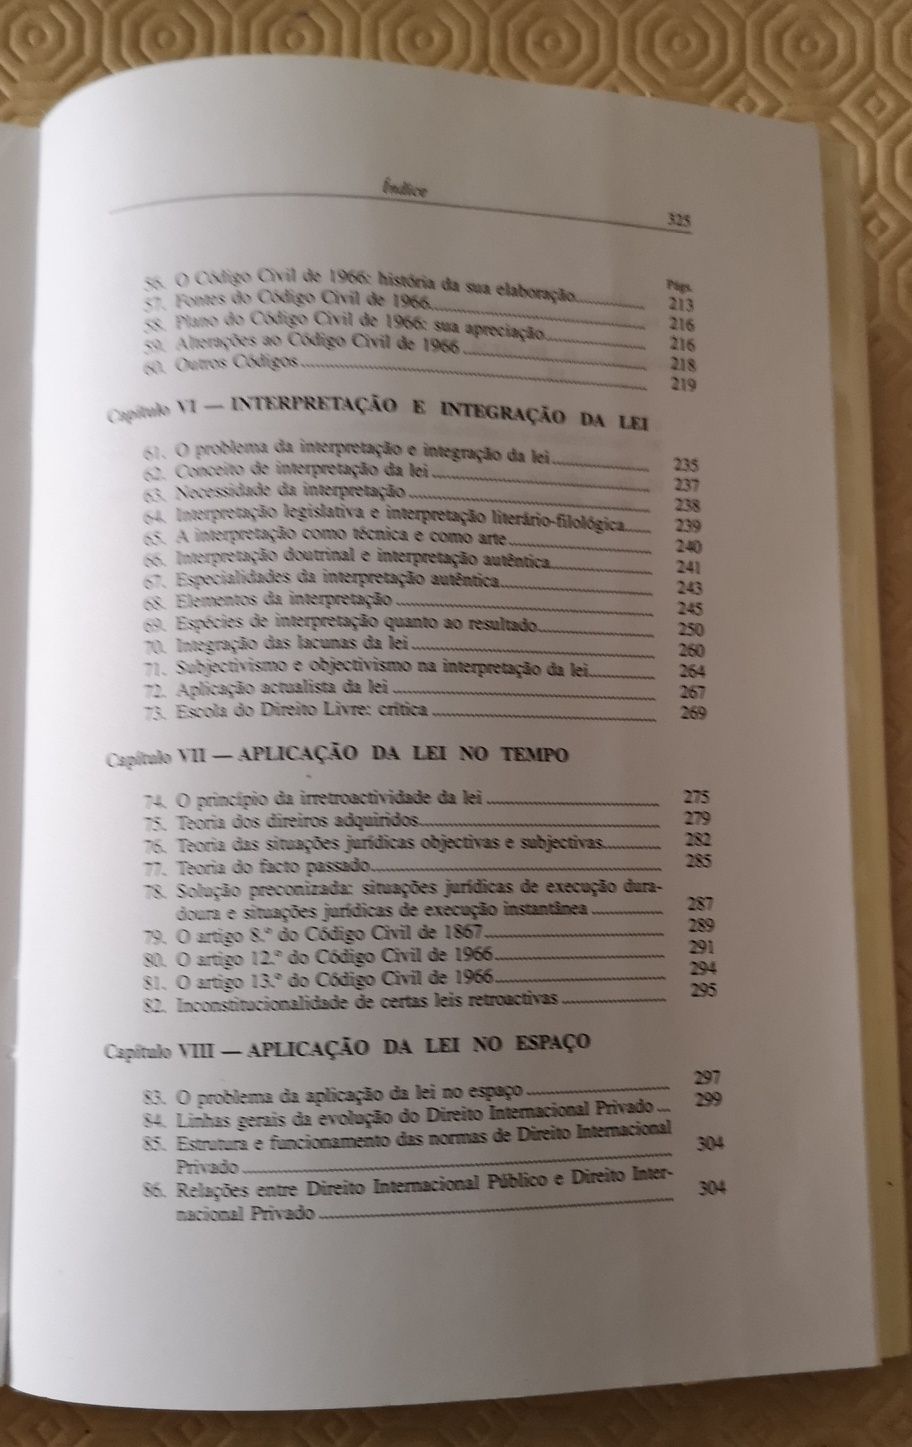 Índice
325
Págs.
56. O Código Civil de 1966: história da sua elaboração 213
57. Fontes do Código Civil de 1966 216
58. Plano do Código Civil de 1966: sua apreciação 216
59. Alterações ao Código Civil de 1966 218
60. Outros Códigos 219
Capítulo VI — INTERPRETAÇÃO E INTEGRAÇÃO DA LEI
61. O problema da interpretação e integração da lei 235
62. Conceito de interpretação da lei 237
63. Necessidade da interpretação 238
64. Interpretação legislativa e interpretação literário-filológica 239
65. A interpretação como técnica e como arte 240
66. Interpretação doutrinal e interpretação autêntica 241
67. Especialidades da interpretação autêntica 243
68. Elementos da interpretação 245
69. Espécies de interpretação quanto ao resultado 250
70. Integração das lacunas da lei 260
71. Subjectivismo e objectivismo na interpretação da lei 264
72. Aplicação actualista da lei 267
73. Escola do Direito Livre: crítica 269
Capítulo VII — APLICAÇÃO DA LEI NO TEMPO
74. O princípio da irretroactividade da lei 275
75. Teoria dos direiros adquiridos 279
76. Teoria das situações jurídicas objectivas e subjectivas 282
77. Teoria do facto passado 285
78. Solução preconizada: situações jurídicas de execução dura-
doura e situações jurídicas de execução instantânea 287
79. O artigo 8.º do Código Civil de 1867 289
80. O artigo 12.º do Código Civil de 1966 291
81. O artigo 13.º do Código Civil de 1966 294
82. Inconstitucionalidade de certas leis retroactivas 295
Capítulo VIII — APLICAÇÃO DA LEI NO ESPAÇO
83. O problema da aplicação da lei no espaço 297
84. Linhas gerais da evolução do Direito Internacional Privado 299
85. Estrutura e funcionamento das normas de Direito Internacional
Privado 304
86. Relações entre Direito Internacional Público e Direito Inter-
nacional Privado 304